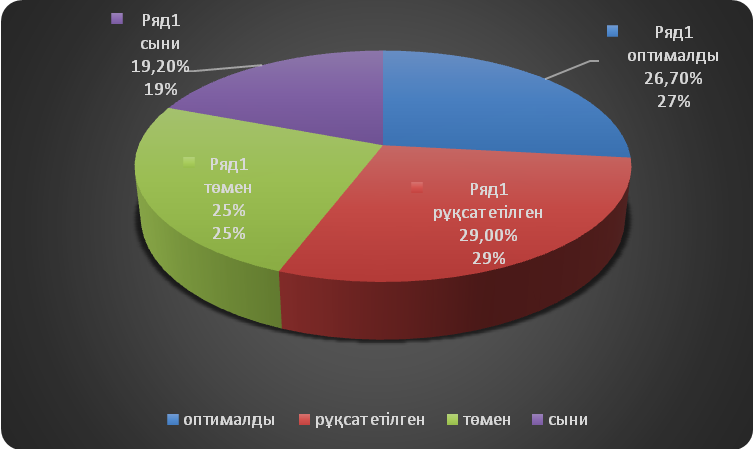 Ряд1
сыни
19,20%
19%
Ряд1
оптималды
26,70%
27%
Ряд1
төмен
25%
25%
Ряд1
рұқсат етілген
29,00%
29%
оптималды рұқсат етілген төмен сыни